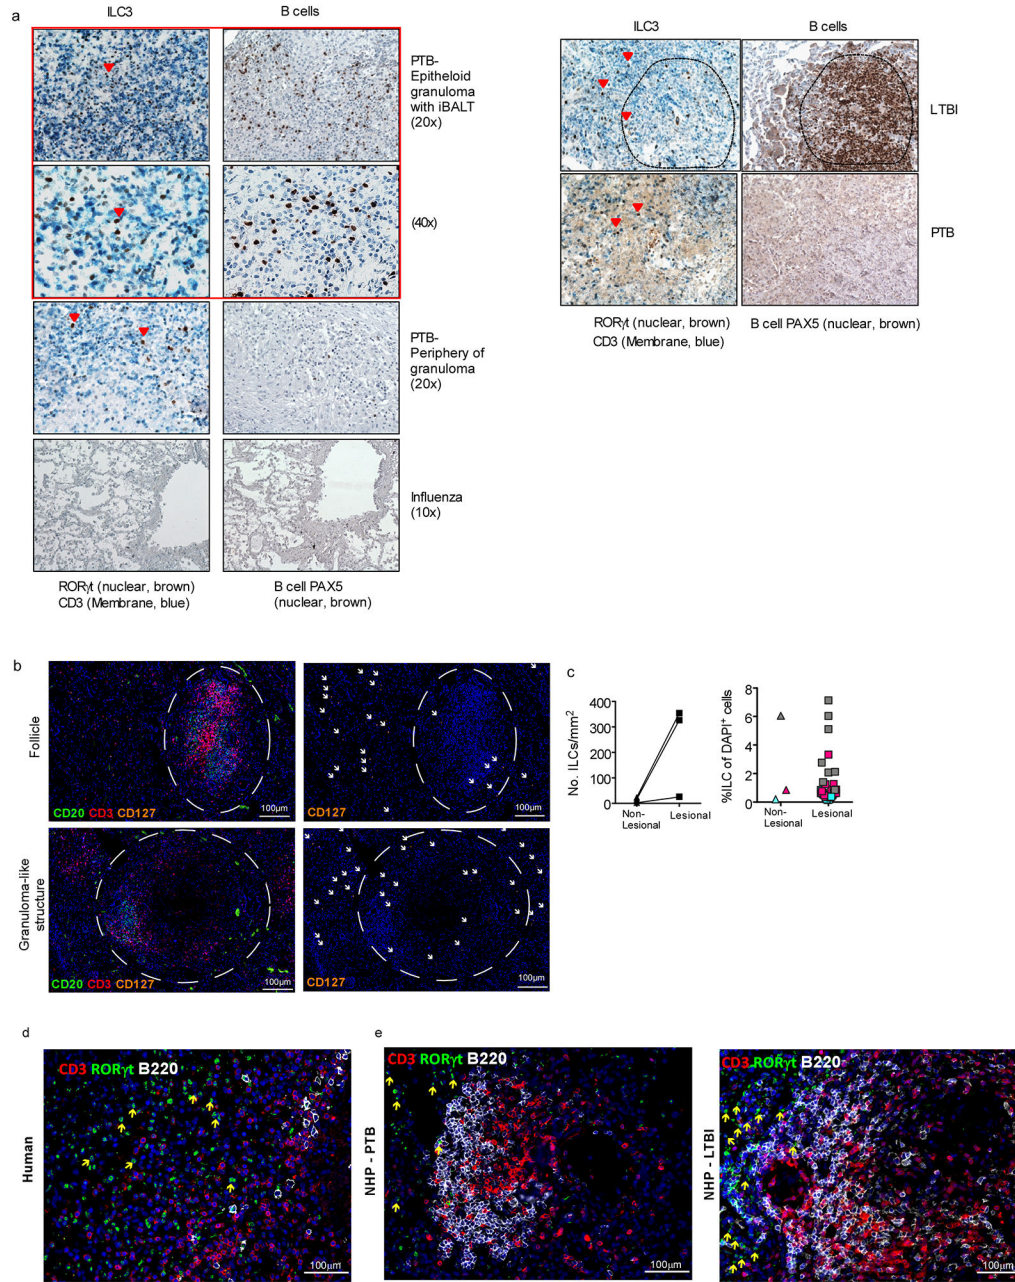 a
ILC3
B cells
PTB-
Epitheloid
granuloma
with iBALT
(20x)
(40x)
PTB-
Periphery of
granuloma
(20x)
Influenza
(10x)
RORγt (nuclear, brown)
CD3 (Membrane, blue)
B cell PAX5
(nuclear, brown)
ILC3
B cells
LTBI
PTB
RORγt (nuclear, brown)
CD3 (Membrane, blue)
B cell PAX5 (nuclear, brown)
b
Follicle
CD20 CD3 CD127
100μm
CD127
100μm
Granuloma-like
structure
CD20 CD3 CD127
100μm
CD127
100μm
c
No. ILCs/mm²
400
300
200
100
0
Non-
Lesional
Lesional
%ILC of DAPI⁺ cells
8
6
4
2
0
Non-
Lesional
Lesional
d
Human
CD3 RORγt B220
100μm
e
NHP - PTB
CD3 RORγt B220
100μm
NHP - LTBI
CD3 RORγt B220
100μm